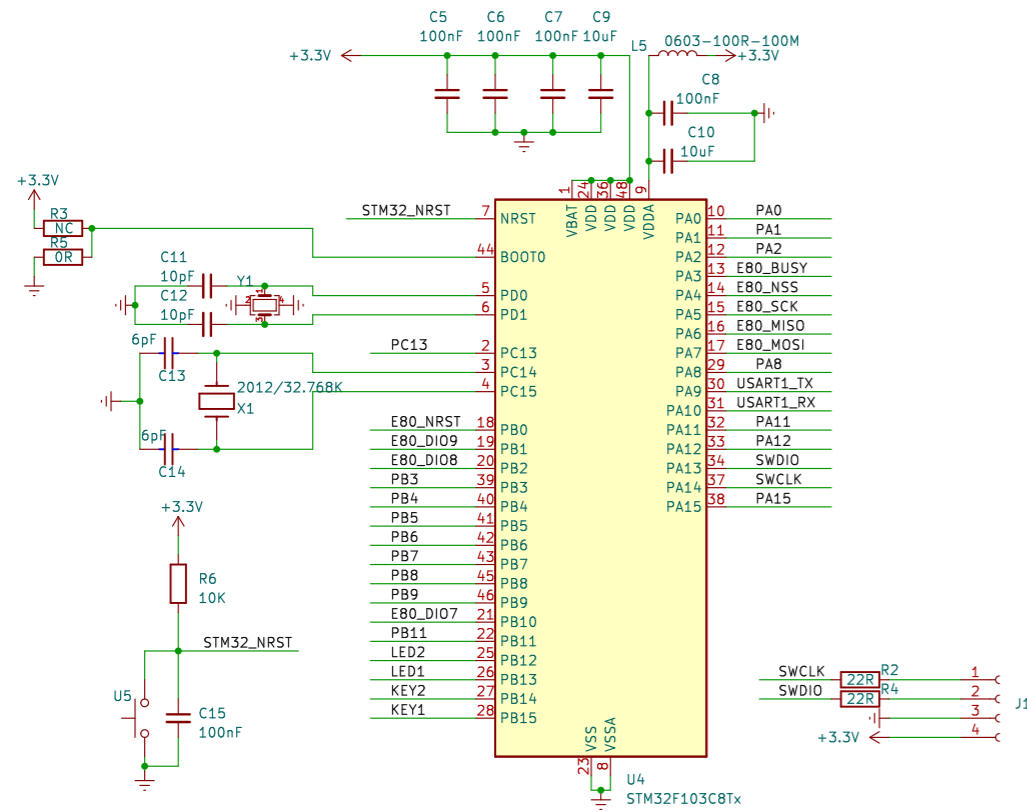 C5 C6 C7 C9
100nF 100nF 100nF 10uF
+3.3V
L5 0603-100R-100M
+3.3V
C8
100nF
C10
10uF
+3.3V
R3
NC
R5
0R
C11
10pF
C12
10pF
Y1
1
2
3
4
6pF
C13
2012/32.768K
X1
6pF
C14
1 24 36 48 9
VBAT VDD VDD VDD VDDA
STM32_NRST 7 NRST
44 BOOT0
5 PD0
6 PD1
PC13 2 PC13
3 PC14
4 PC15
E80_NRST 18 PB0
E80_DIO9 19 PB1
E80_DIO8 20 PB2
PB3 39 PB3
PB4 40 PB4
PB5 41 PB5
PB6 42 PB6
PB7 43 PB7
PB8 45 PB8
PB9 46 PB9
E80_DIO7 21 PB10
PB11 22 PB11
LED2 25 PB12
LED1 26 PB13
KEY2 27 PB14
KEY1 28 PB15
PA0 10 PA0
PA1 11 PA1
PA2 12 PA2
PA3 13 E80_BUSY
PA4 14 E80_NSS
PA5 15 E80_SCK
PA6 16 E80_MISO
PA7 17 E80_MOSI
PA8 29 PA8
PA9 30 USART1_TX
PA10 31 USART1_RX
PA11 32 PA11
PA12 33 PA12
PA13 34 SWDIO
PA14 37 SWCLK
PA15 38 PA15
VSS VSSA
23 8
U4
STM32F103C8Tx
+3.3V
R6
10K
STM32_NRST
U5
C15
100nF
SWCLK 22R R2 1
SWDIO 22R R4 2
3
+3.3V 4
J1